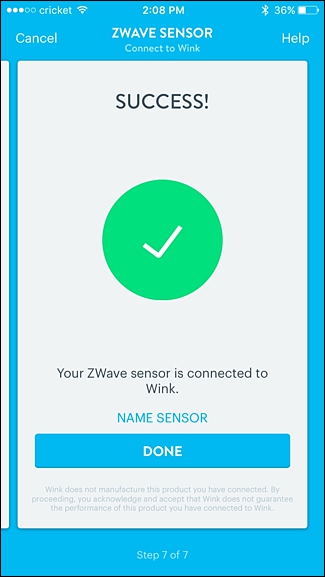 cricket 2:08 PM 36%
Cancel ZWAVE SENSOR Help
Connect to Wink
SUCCESS!
Your ZWave sensor is connected to
Wink.
NAME SENSOR
DONE
Wink does not manufacture this product you have connected. By
proceeding, you acknowledge and accept that Wink does not guarantee
the performance of this product you have connected to Wink.
Step 7 of 7